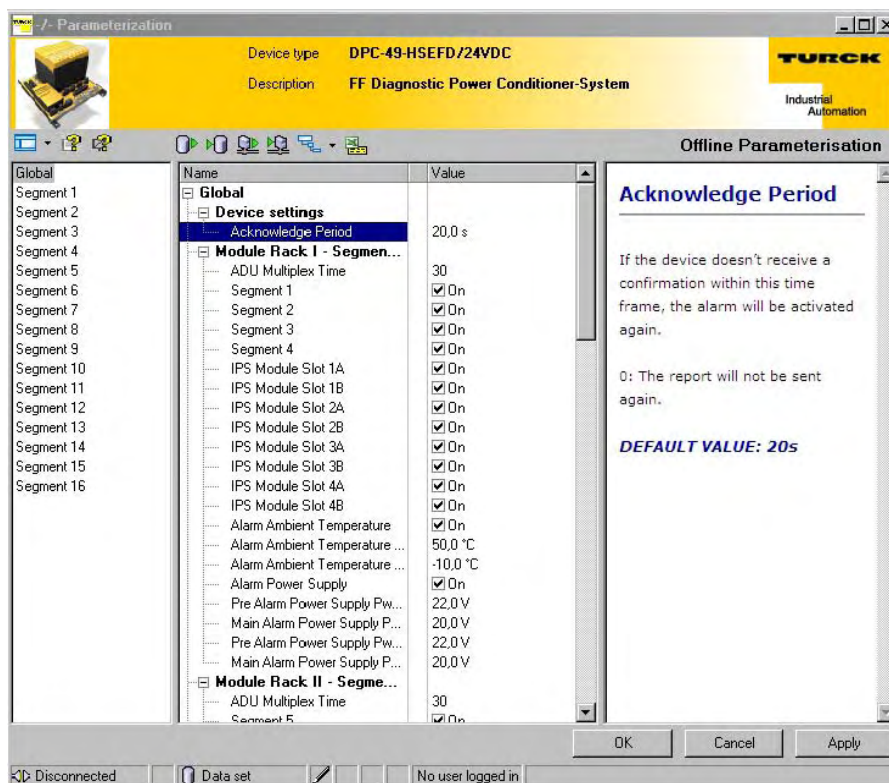 -/- Parameterization
Device type DPC-49-HSEFD/24VDC
Description FF Diagnostic Power Conditioner-System
TURCK
Industrial
Automation
Offline Parameterisation
Global
Segment 1
Segment 2
Segment 3
Segment 4
Segment 5
Segment 6
Segment 7
Segment 8
Segment 9
Segment 10
Segment 11
Segment 12
Segment 13
Segment 14
Segment 15
Segment 16
Name Value
Global
Device settings
Acknowledge Period 20,0 s
Module Rack I - Segmen...
ADU Multiplex Time 30
Segment 1 On
Segment 2 On
Segment 3 On
Segment 4 On
IPS Module Slot 1A On
IPS Module Slot 1B On
IPS Module Slot 2A On
IPS Module Slot 2B On
IPS Module Slot 3A On
IPS Module Slot 3B On
IPS Module Slot 4A On
IPS Module Slot 4B On
Alarm Ambient Temperature On
Alarm Ambient Temperature ... 50,0 °C
Alarm Ambient Temperature ... -10,0 °C
Alarm Power Supply On
Pre Alarm Power Supply Pw... 22,0 V
Main Alarm Power Supply P... 20,0 V
Pre Alarm Power Supply Pw... 22,0 V
Main Alarm Power Supply P... 20,0 V
Module Rack II - Segme...
ADU Multiplex Time 30
Segment 5 On
Acknowledge Period
If the device doesn't receive a
confirmation within this time
frame, the alarm will be activated
again.
0: The report will not be sent
again.
DEFAULT VALUE: 20s
OK Cancel Apply
Disconnected Data set No user logged in